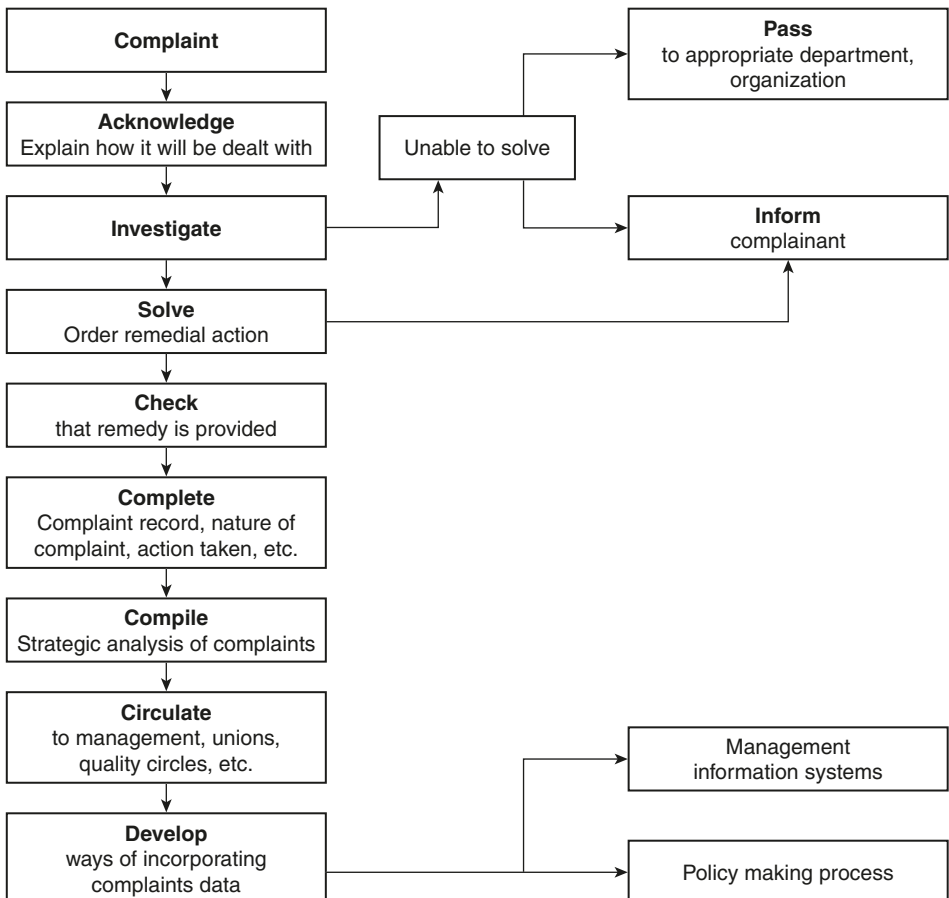 Complaint
Acknowledge
Explain how it will be dealt with
Investigate
Solve
Order remedial action
Check
that remedy is provided
Complete
Complaint record, nature of
complaint, action taken, etc.
Compile
Strategic analysis of complaints
Circulate
to management, unions,
quality circles, etc.
Develop
ways of incorporating
complaints data
Unable to solve
Pass
to appropriate department,
organization
Inform
complainant
Management
information systems
Policy making process